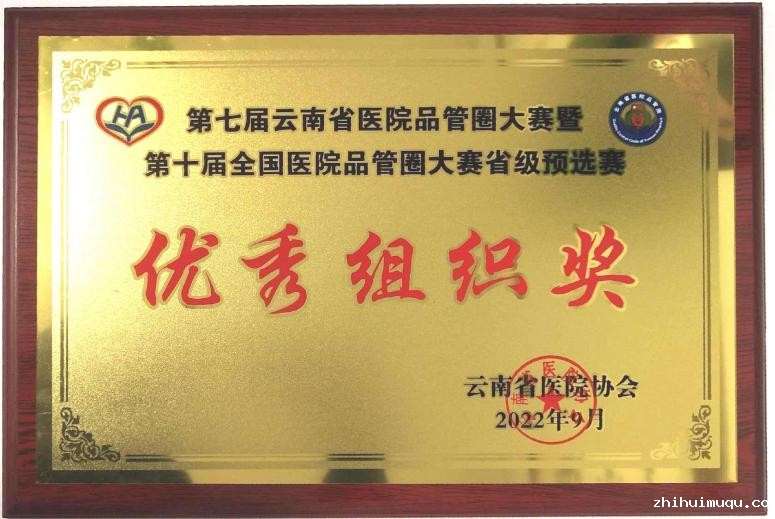 第七届云南省医院品管圈大赛暨
第十届全国医院品管圈大赛省级预选赛
优秀组织奖
云南省医院协会
2022年9月
zhihuimuqu.co